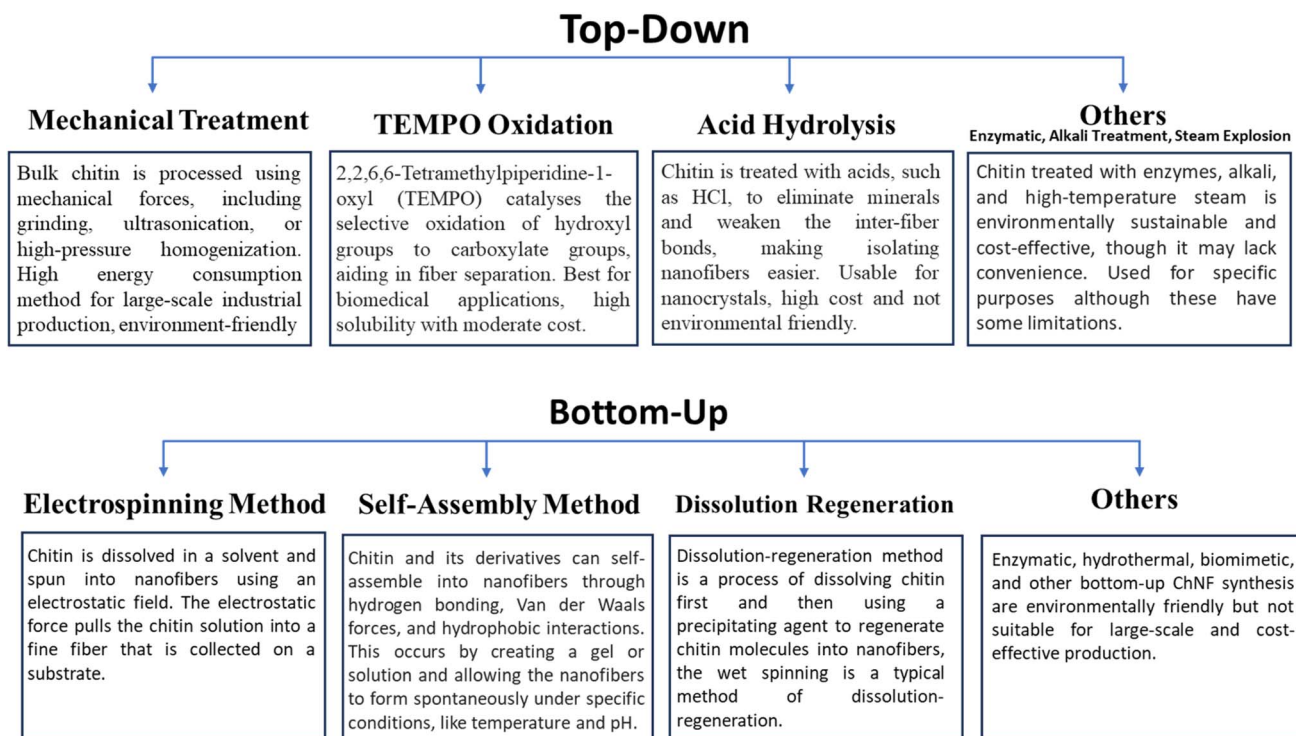 Top-Down
Mechanical Treatment
Bulk chitin is processed using
mechanical forces, including
grinding, ultrasonication, or
high-pressure homogenization.
High energy consumption
method for large-scale industrial
production, environment-friendly
TEMPO Oxidation
2,2,6,6-Tetramethylpiperidine-1-
oxyl (TEMPO) catalyses the
selective oxidation of hydroxyl
groups to carboxylate groups,
aiding in fiber separation. Best for
biomedical applications, high
solubility with moderate cost.
Acid Hydrolysis
Chitin is treated with acids, such
as HCl, to eliminate minerals
and weaken the inter-fiber
bonds, making isolating
nanofibers easier. Usable for
nanocrystals, high cost and not
environmental friendly.
Others
Enzymatic, Alkali Treatment, Steam Explosion
Chitin treated with enzymes, alkali,
and high-temperature steam is
environmentally sustainable and
cost-effective, though it may lack
convenience. Used for specific
purposes although these have
some limitations.
Bottom-Up
Electrospinning Method
Chitin is dissolved in a solvent and
spun into nanofibers using an
electrostatic field. The electrostatic
force pulls the chitin solution into a
fine fiber that is collected on a
substrate.
Self-Assembly Method
Chitin and its derivatives can self-
assemble into nanofibers through
hydrogen bonding, Van der Waals
forces, and hydrophobic interactions.
This occurs by creating a gel or
solution and allowing the nanofibers
to form spontaneously under specific
conditions, like temperature and pH.
Dissolution Regeneration
Dissolution-regeneration method
is a process of dissolving chitin
first and then using a
precipitating agent to regenerate
chitin molecules into nanofibers,
the wet spinning is a typical
method of dissolution-
regeneration.
Others
Enzymatic, hydrothermal, biomimetic,
and other bottom-up ChNF synthesis
are environmentally friendly but not
suitable for large-scale and cost-
effective production.